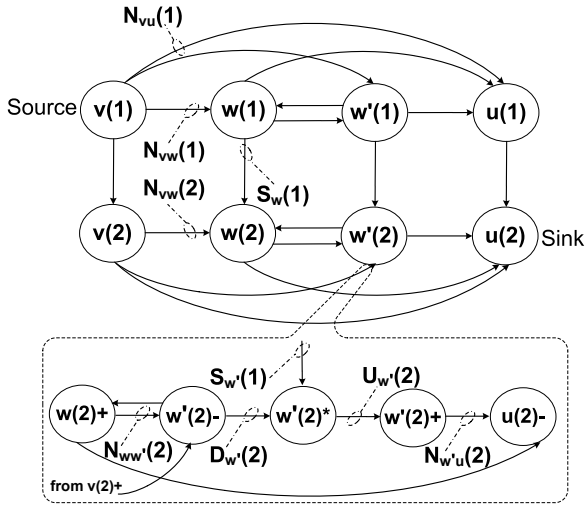 N_vu(1)
Source v(1) w(1) w'(1) u(1)
N_vw(1)
N_vw(2) S_w(1)
v(2) w(2) w'(2) u(2) Sink
S_w'(1) U_w'(2)
w(2)+ w'(2)- w'(2)* w'(2)+ u(2)-
N_ww'(2) D_w'(2) N_w'u(2)
from v(2)+